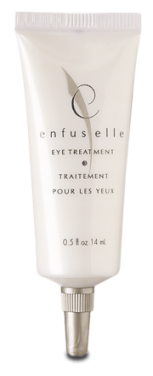 enfuselle
EYE TREATMENT
TRAITEMENT
POUR LES YEUX
0.5 fl oz 14 mL